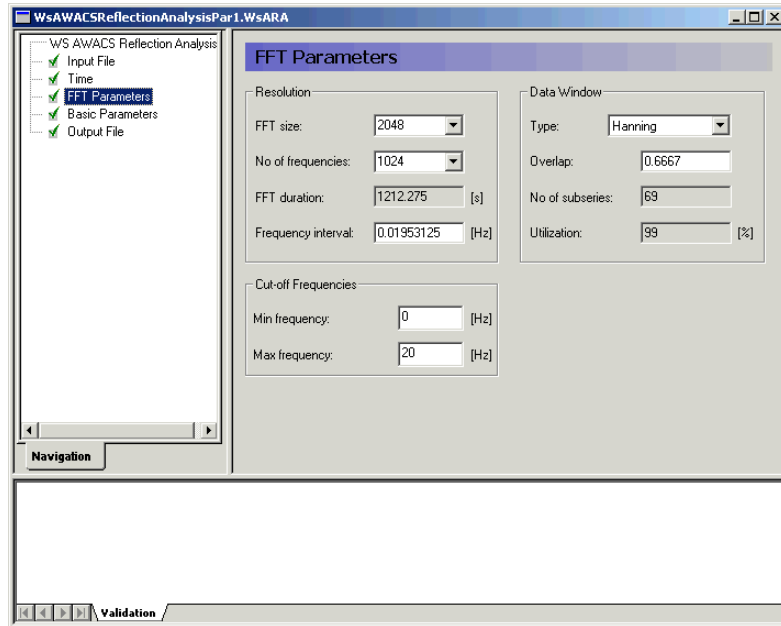 WsAWACSReflectionAnalysisPar1.WsARA
WS AWACS Reflection Analysis
Input File
Time
FFT Parameters
Basic Parameters
Output File
Navigation
FFT Parameters
Resolution
FFT size: 2048
No of frequencies: 1024
FFT duration: 1212.275 [s]
Frequency interval: 0.01953125 [Hz]
Data Window
Type: Hanning
Overlap: 0.6667
No of subseries: 69
Utilization: 99 [%]
Cut-off Frequencies
Min frequency: 0 [Hz]
Max frequency: 20 [Hz]
Validation